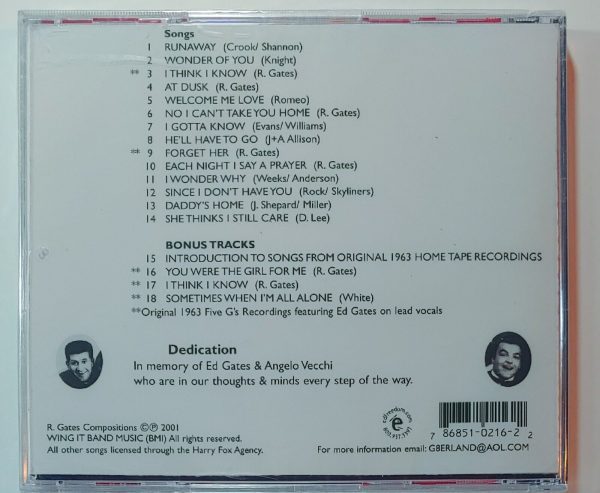 Songs
1 RUNAWAY (Crook/ Shannon)
2 WONDER OF YOU (Knight)
** 3 I THINK I KNOW (R. Gates)
4 AT DUSK (R. Gates)
5 WELCOME ME LOVE (Romeo)
6 NO I CAN'T TAKE YOU HOME (R. Gates)
7 I GOTTA KNOW (Evans/ Williams)
8 HE'LL HAVE TO GO (J+A Allison)
** 9 FORGET HER (R. Gates)
10 EACH NIGHT I SAY A PRAYER (R. Gates)
11 I WONDER WHY (Weeks/ Anderson)
12 SINCE I DON'T HAVE YOU (Rock/ Skyliners)
13 DADDY'S HOME (J. Shepard/ Miller)
14 SHE THINKS I STILL CARE (D. Lee)
BONUS TRACKS
15 INTRODUCTION TO SONGS FROM ORIGINAL 1963 HOME TAPE RECORDINGS
** 16 YOU WERE THE GIRL FOR ME (R. Gates)
** 17 I THINK I KNOW (R. Gates)
** 18 SOMETIMES WHEN I'M ALL ALONE (White)
**Original 1963 Five G's Recordings featuring Ed Gates on lead vocals
Dedication
In memory of Ed Gates & Angelo Vecchi
who are in our thoughts & minds every step of the way.
R. Gates Compositions ©℗ 2001
WING IT BAND MUSIC (BMI) All rights reserved.
All other songs licensed through the Harry Fox Agency.
e
7 86851-0216-2 2
For more information email: G8ERLAND@AOL.COM